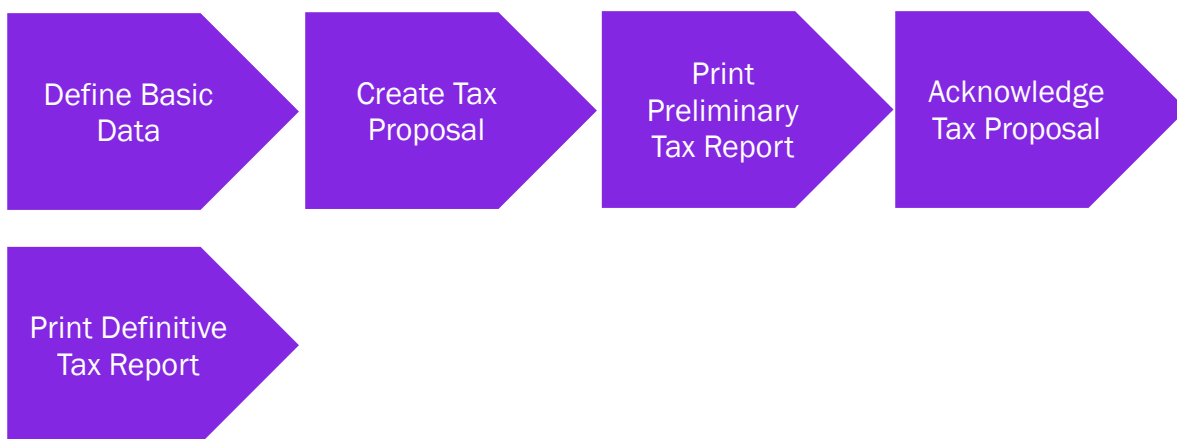 Define Basic
Data
Create Tax
Proposal
Print
Preliminary
Tax Report
Acknowledge
Tax Proposal
Print Definitive
Tax Report